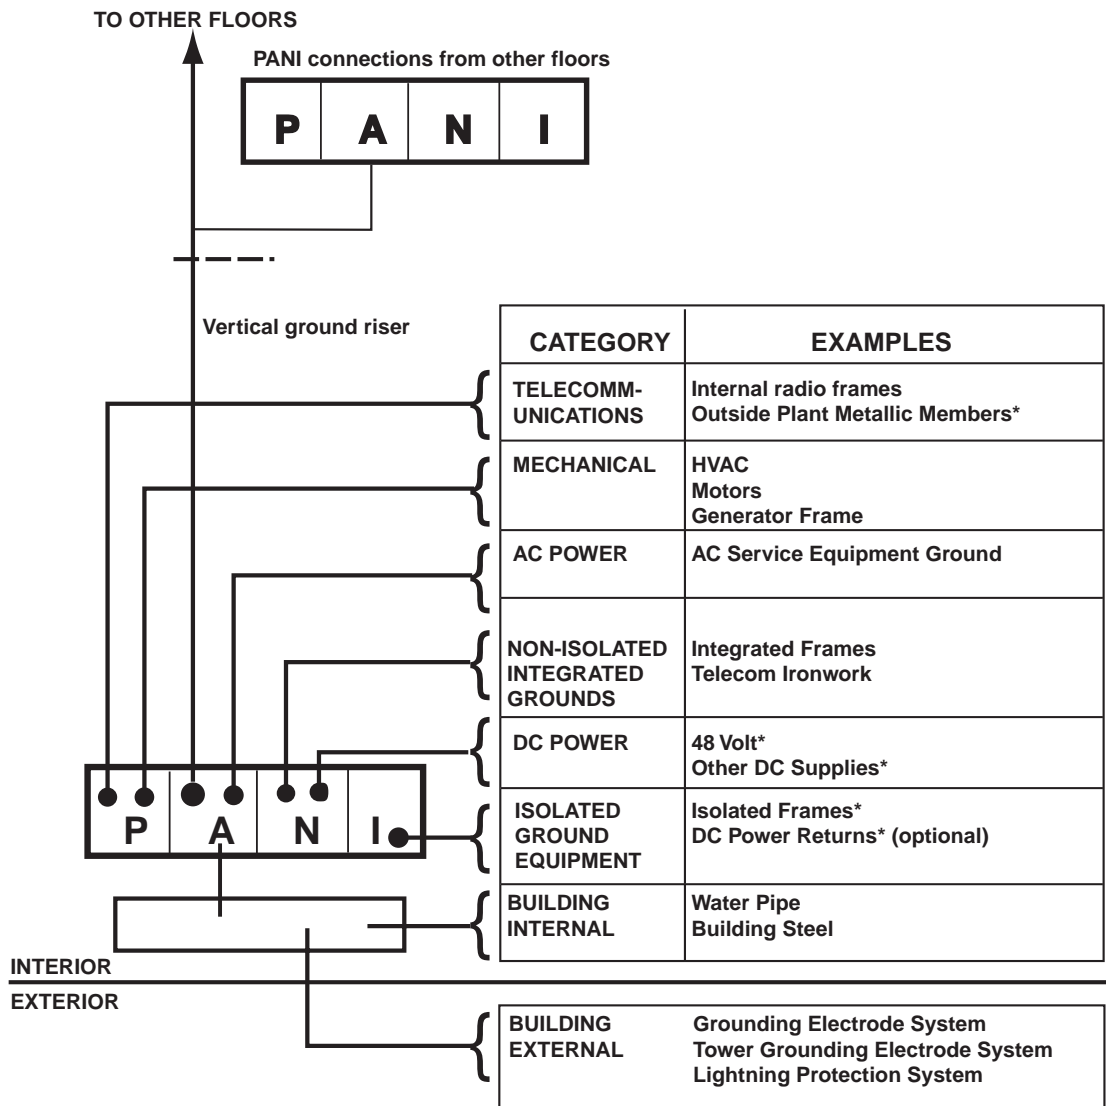 TO OTHER FLOORS
PANI connections from other floors
P A N I
Vertical ground riser
CATEGORY EXAMPLES
TELECOMM-
UNICATIONS
Internal radio frames
Outside Plant Metallic Members*
MECHANICAL
HVAC
Motors
Generator Frame
AC POWER
AC Service Equipment Ground
NON-ISOLATED
INTEGRATED
GROUNDS
Integrated Frames
Telecom Ironwork
DC POWER
48 Volt*
Other DC Supplies*
P A N I
ISOLATED
GROUND
EQUIPMENT
Isolated Frames*
DC Power Returns* (optional)
BUILDING
INTERNAL
Water Pipe
Building Steel
INTERIOR
EXTERIOR
BUILDING
EXTERNAL
Grounding Electrode System
Tower Grounding Electrode System
Lightning Protection System